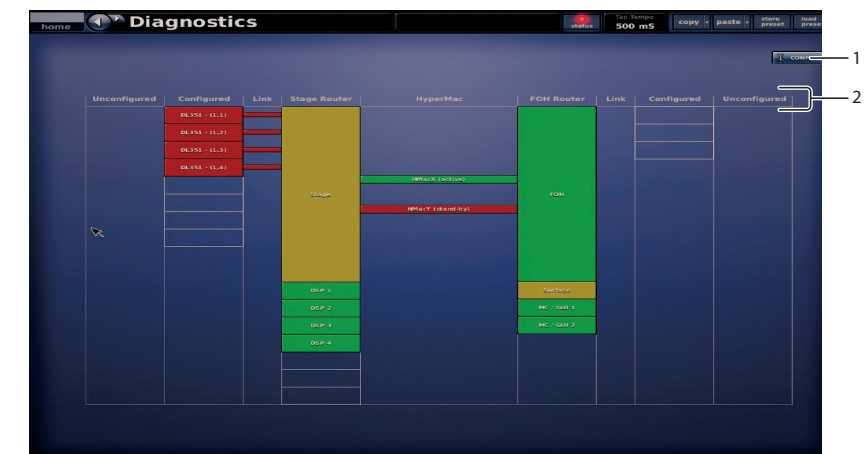 home
Diagnostics
0
status
Tap Tempo
500 mS
copy
paste
store
preset
load
prese
i CONF
1
2
Unconfigured Configured Link Stage Router HyperMac FOH Router Link Configured Unconfigured
DL351 - (1,1)
DL351 - (1,2)
DL351 - (1,3)
DL351 - (1,4)
HMacX (active)
Stage
FOH
HMacY (stand-by)
DSP 1
Surface
DSP 2
MC / GUI 1
DSP 3
MC / GUI 2
DSP 4